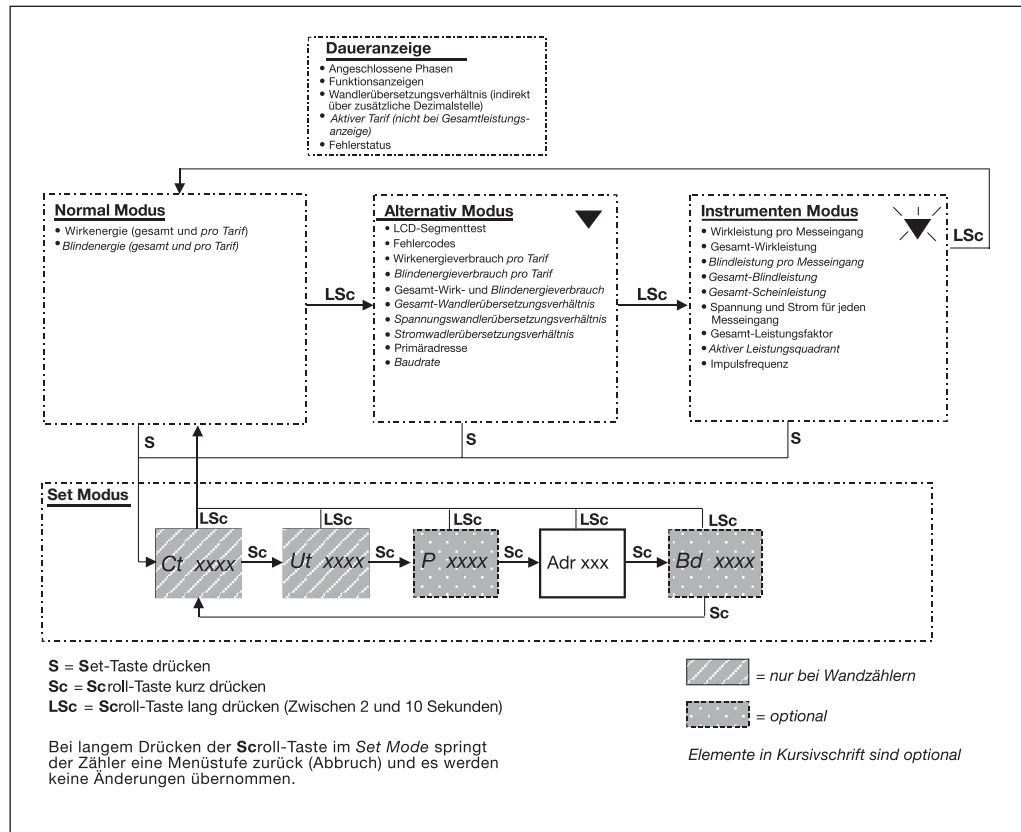 Daueranzeige
• Angeschlossene Phasen
• Funktionsanzeigen
• Wandlerübersetzungsverhältnis (indirekt
über zusätzliche Dezimalstelle)
• Aktiver Tarif (nicht bei Gesamtleistungs-
anzeige)
• Fehlerstatus
Normal Modus
• Wirkenergie (gesamt und pro Tarif)
• Blindenergie (gesamt und pro Tarif)
LSc
Alternativ Modus
• LCD-Segmenttest
• Fehlercodes
• Wirkenergieverbrauch pro Tarif
• Blindenergieverbrauch pro Tarif
• Gesamt-Wirk- und Blindenergieverbrauch
• Gesamt-Wandlerübersetzungsverhältnis
• Spannungswandlerübersetzungsverhältnis
• Stromwadlerübersetzungsverhältnis
• Primäradresse
• Baudrate
LSc
Instrumenten Modus
• Wirkleistung pro Messeingang
• Gesamt-Wirkleistung
• Blindleistung pro Messeingang
• Gesamt-Blindleistung
• Gesamt-Scheinleistung
• Spannung und Strom für jeden
Messeingang
• Gesamt-Leistungsfaktor
• Aktiver Leistungsquadrant
• Impulsfrequenz
LSc
S
S
S
Set Modus
LSc
LSc
LSc
LSc
LSc
Ct xxxx
Sc
Ut xxxx
Sc
P xxxx
Sc
Adr xxx
Sc
Bd xxxx
Sc
S = Set-Taste drücken
Sc = Scroll-Taste kurz drücken
LSc = Scroll-Taste lang drücken (Zwischen 2 und 10 Sekunden)
Bei langem Drücken der Scroll-Taste im Set Mode springt
der Zähler eine Menüstufe zurück (Abbruch) und es werden
keine Änderungen übernommen.
= nur bei Wandzählern
= optional
Elemente in Kursivschrift sind optional